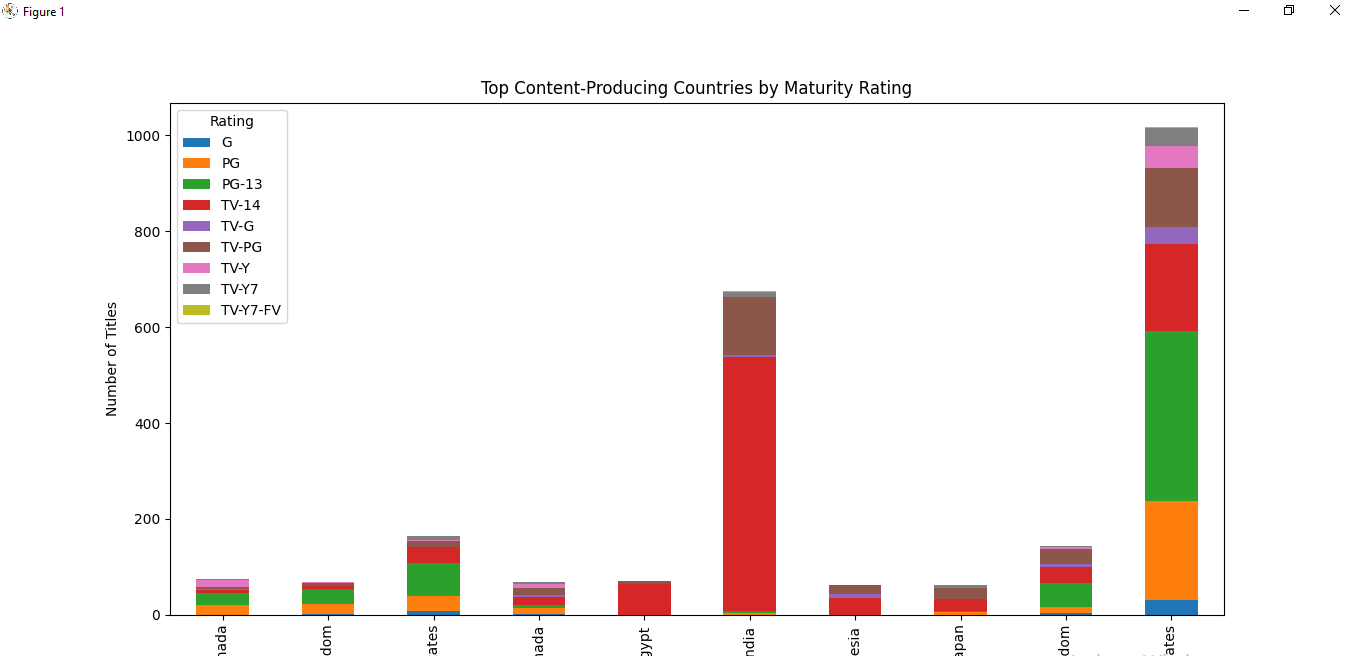 Figure 1
Top Content-Producing Countries by Maturity Rating
Rating
G
PG
PG-13
TV-14
TV-G
TV-PG
TV-Y
TV-Y7
TV-Y7-FV
1000
800
600
400
200
0
Number of Titles
nada
dom
ates
nada
gypt
ndia
esia
apan
dom
ates